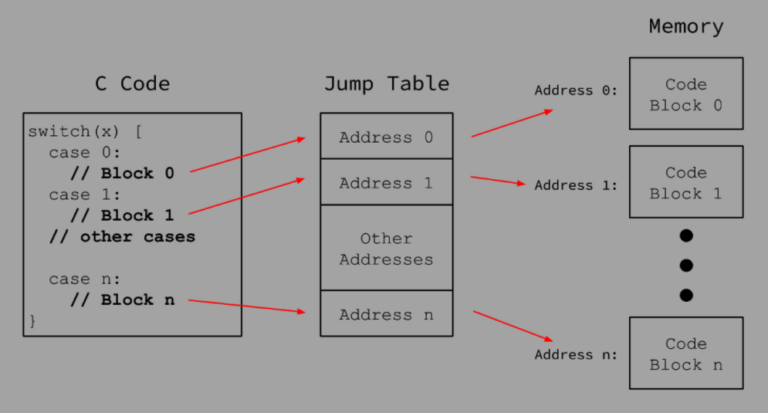 C Code
switch(x) [
case 0:
// Block 0
case 1:
// Block 1
// other cases
case n:
// Block n
}
Jump Table
Address 0
Address 1
Other
Addresses
Address n
Memory
Address 0:
Code
Block 0
Address 1:
Code
Block 1
Address n:
Code
Block n